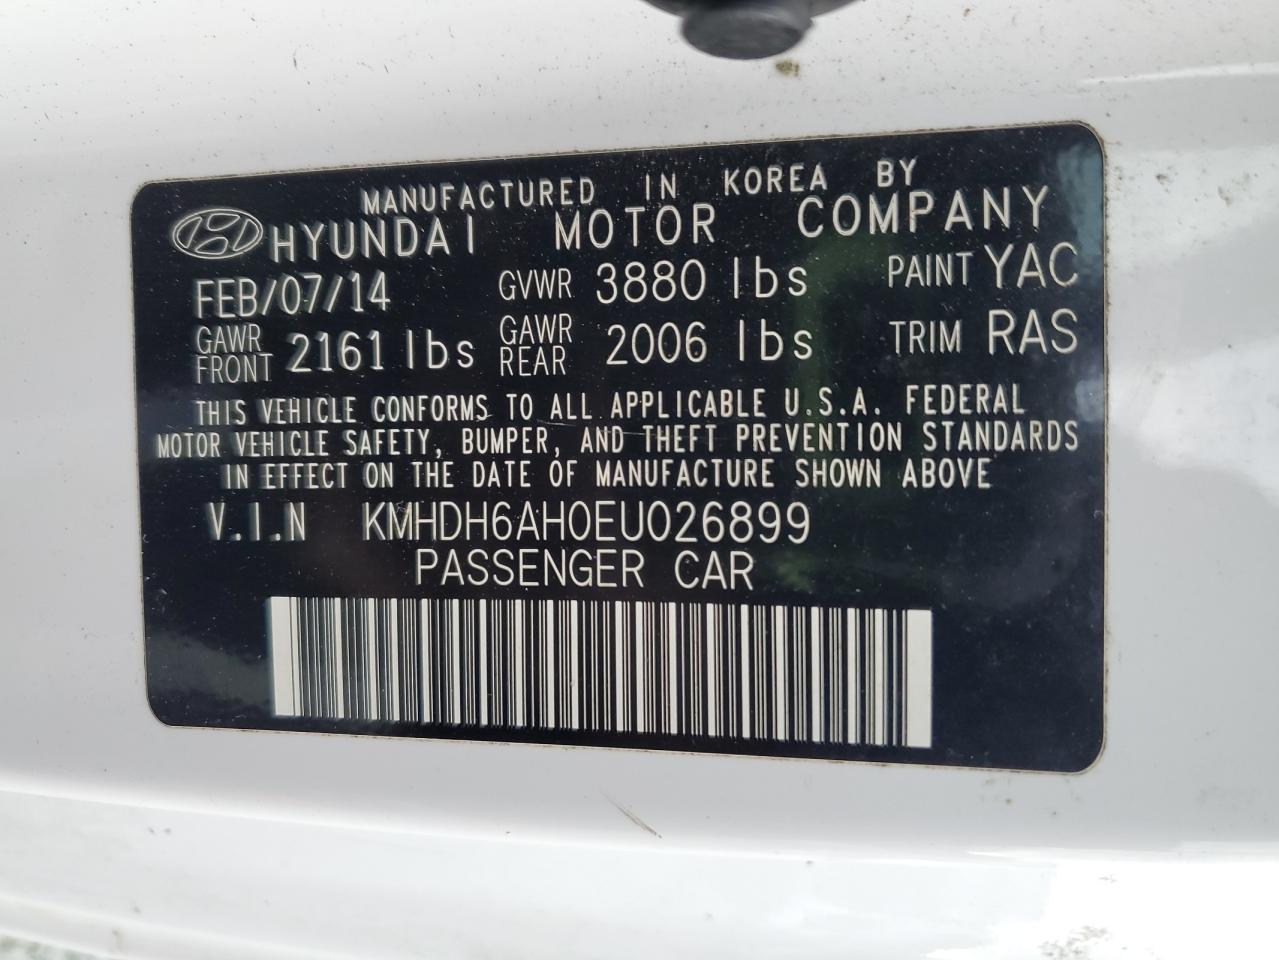 MANUFACTURED IN KOREA BY
HYUNDAI MOTOR COMPANY
FEB/07/14 GVWR 3880 lbs PAINT YAC
GAWR FRONT 2161 lbs GAWR REAR 2006 lbs TRIM RAS
THIS VEHICLE CONFORMS TO ALL APPLICABLE U.S.A. FEDERAL
MOTOR VEHICLE SAFETY, BUMPER, AND THEFT PREVENTION STANDARDS
IN EFFECT ON THE DATE OF MANUFACTURE SHOWN ABOVE
V.I.N KMHDH6AH0EU026899
PASSENGER CAR